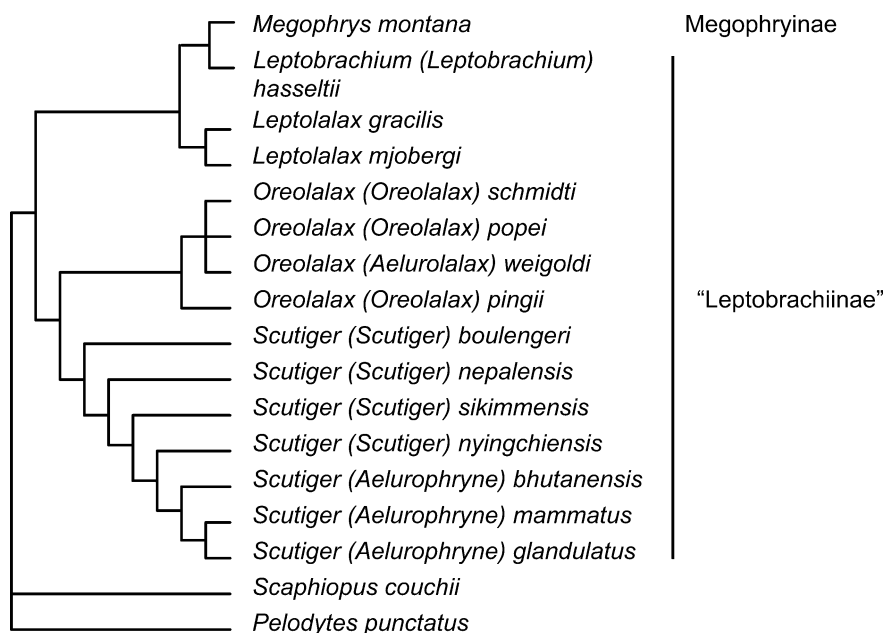 Megophrys montana Megophryinae
Leptobrachium (Leptobrachium)
hasseltii
Leptolalax gracilis
Leptolalax mjobergi
Oreolalax (Oreolalax) schmidti
Oreolalax (Oreolalax) popei
Oreolalax (Aelurolalax) weigoldi
Oreolalax (Oreolalax) pingii
“Leptobrachiinae”
Scutiger (Scutiger) boulengeri
Scutiger (Scutiger) nepalensis
Scutiger (Scutiger) sikimmensis
Scutiger (Scutiger) nyingchiensis
Scutiger (Aelurophryne) bhutanensis
Scutiger (Aelurophryne) mammatus
Scutiger (Aelurophryne) glandulatus
Scaphiopus couchii
Pelodytes punctatus